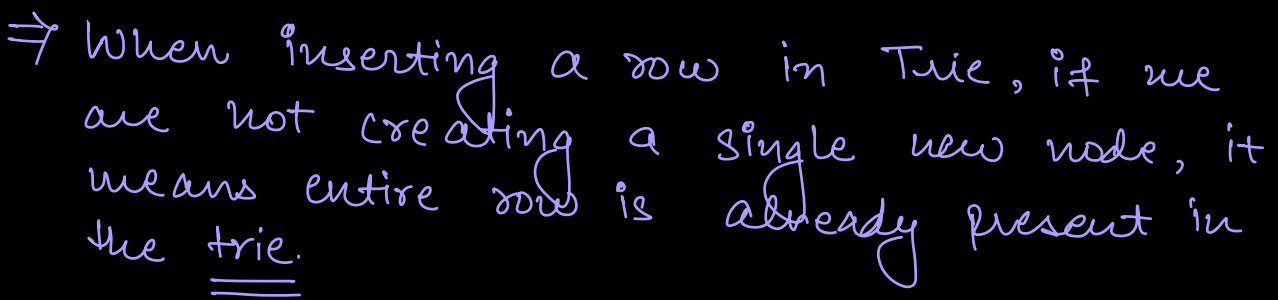 ⇒ When inserting a row in Trie, if we
are not creating a single new node, it
means entire row is already present in
the trie.